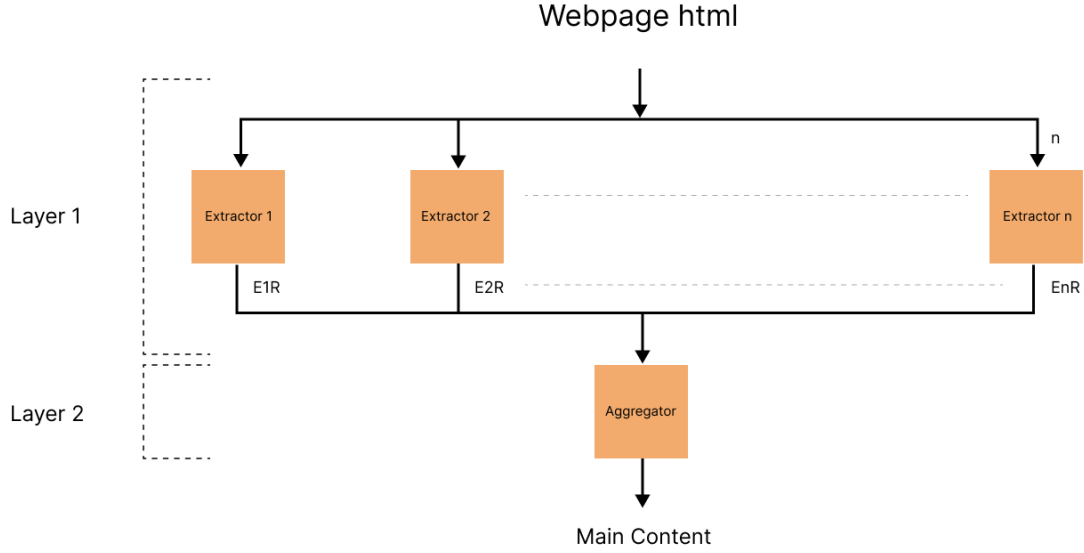 Webpage html
n
Layer 1
Extractor 1
Extractor 2
Extractor n
E1R
E2R
EnR
Layer 2
Aggregator
Main Content